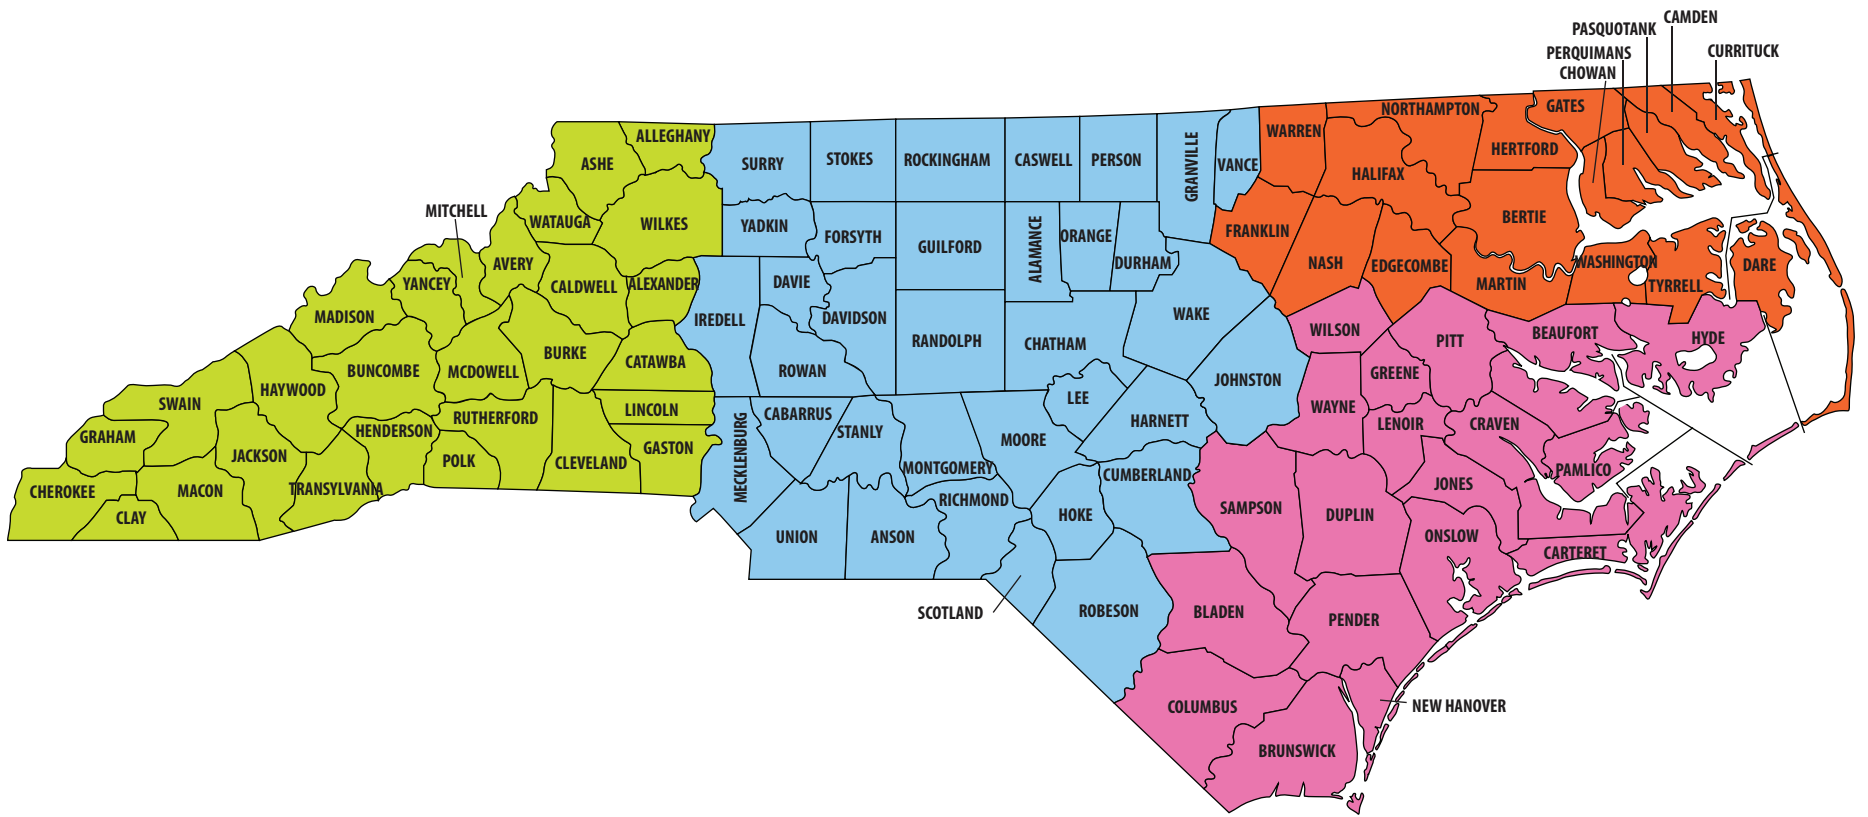 CAMDEN
PASQUOTANK
PERQUIMANS
CURRITUCK
CHOWAN
NORTHAMPTON
GATES
WARREN
ALLEGHANY
HERTFORD
ASHE
SURRY
STOKES
ROCKINGHAM
CASWELL
PERSON
GRANVILLE
VANCE
HALIFAX
MITCHELL
WATAUGA
WILKES
YADKIN
FORSYTH
GUILFORD
ALAMANCE
ORANGE
DURHAM
FRANKLIN
BERTIE
AVERY
YANCEY
CALDWELL
ALEXANDER
DAVIE
NASH
EDGECOMBE
MARTIN
WASHINGTON
TYRRELL
DARE
MADISON
IREDELL
DAVIDSON
WAKE
WILSON
PITT
BEAUFORT
HYDE
BUNCOMBE
MCDOWELL
BURKE
CATAWBA
ROWAN
RANDOLPH
CHATHAM
JOHNSTON
GREENE
HAYWOOD
SWAIN
RUTHERFORD
LINCOLN
CABARRUS
LEE
HARNETT
WAYNE
LENOIR
CRAVEN
GRAHAM
HENDERSON
JACKSON
POLK
CLEVELAND
GASTON
MECKLENBURG
STANLY
MONTGOMERY
MOORE
CUMBERLAND
PAMLICO
CHEROKEE
MACON
TRANSYLVANIA
CLAY
RICHMOND
HOKE
SAMPSON
DUPLIN
JONES
UNION
ANSON
ONSLOW
CARTERET
SCOTLAND
ROBESON
BLADEN
PENDER
COLUMBUS
NEW HANOVER
BRUNSWICK